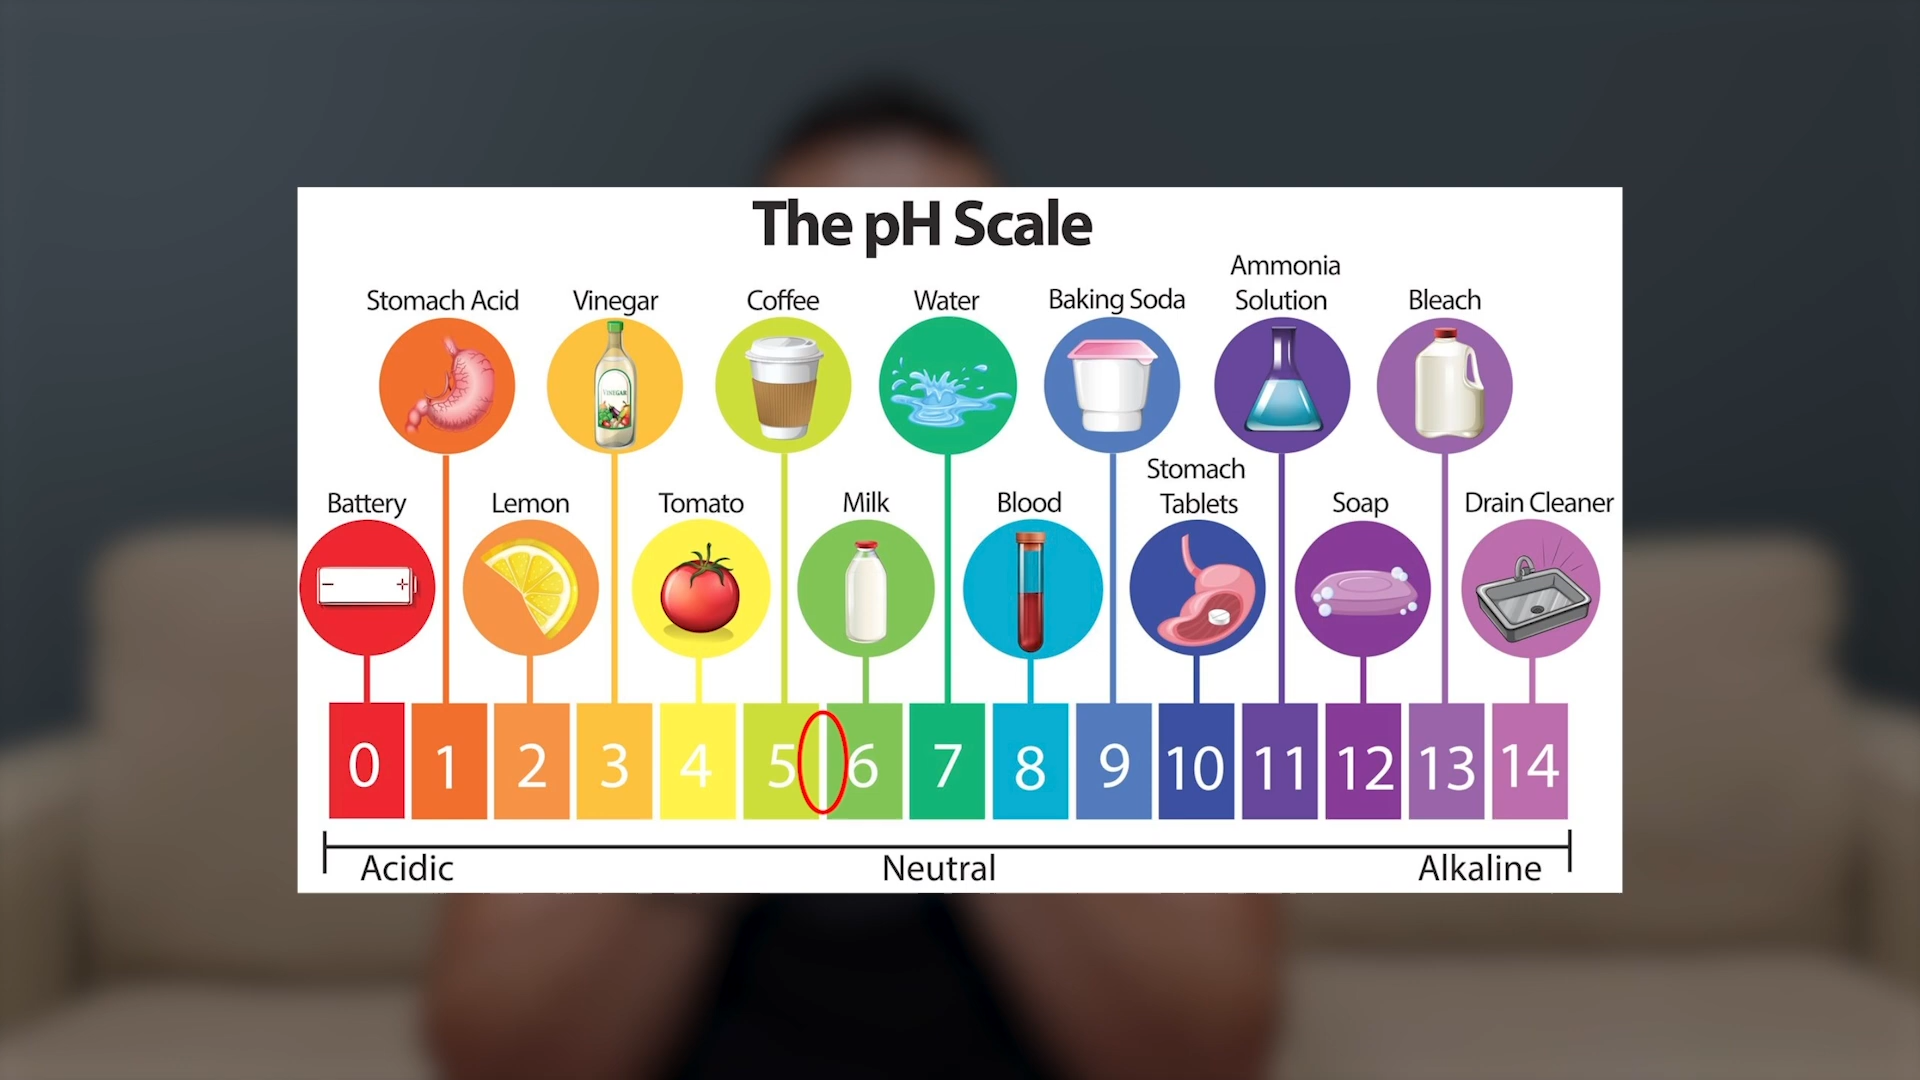 The pH Scale
Stomach Acid
Vinegar
Coffee
Water
Baking Soda
Ammonia
Solution
Bleach
VINEGAR
Battery
Lemon
Tomato
Milk
Blood
Stomach
Tablets
Soap
Drain Cleaner
- +
0 1 2 3 4 5 6 7 8 9 10 11 12 13 14
Acidic Neutral Alkaline